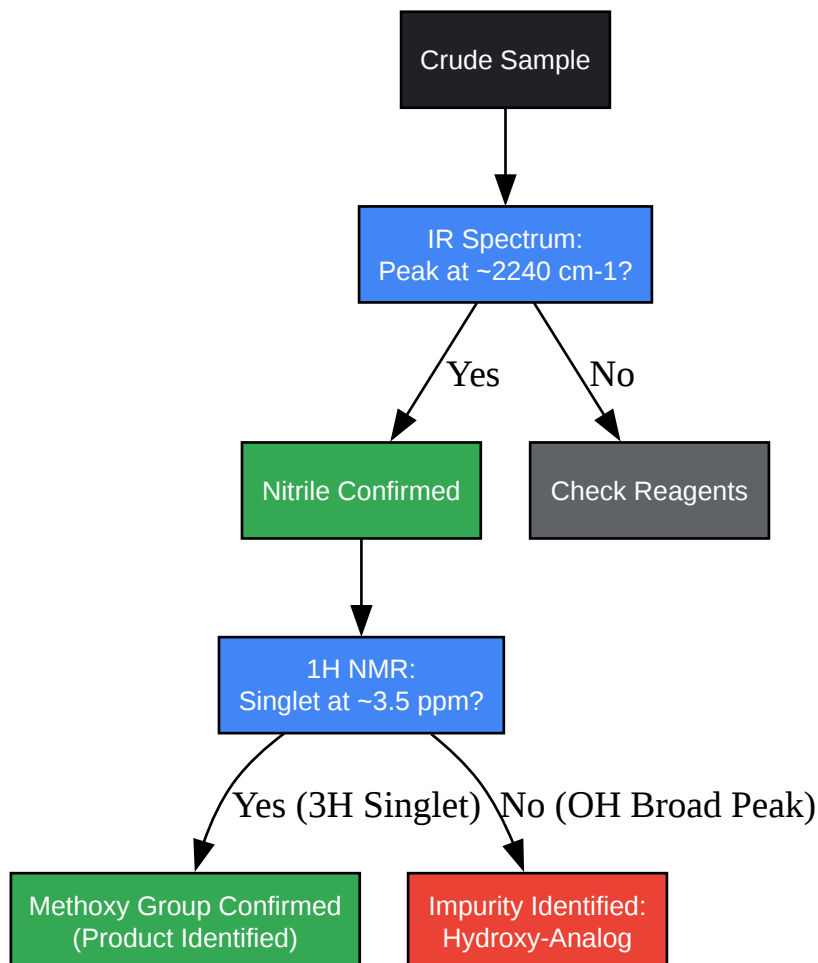 Crude Sample
IR Spectrum:
Peak at ~2240 cm-1?
Yes
No
Nitrile Confirmed
Check Reagents
1H NMR:
Singlet at ~3.5 ppm?
Yes (3H Singlet)
No (OH Broad Peak)
Methoxy Group Confirmed
(Product Identified)
Impurity Identified:
Hydroxy-Analog